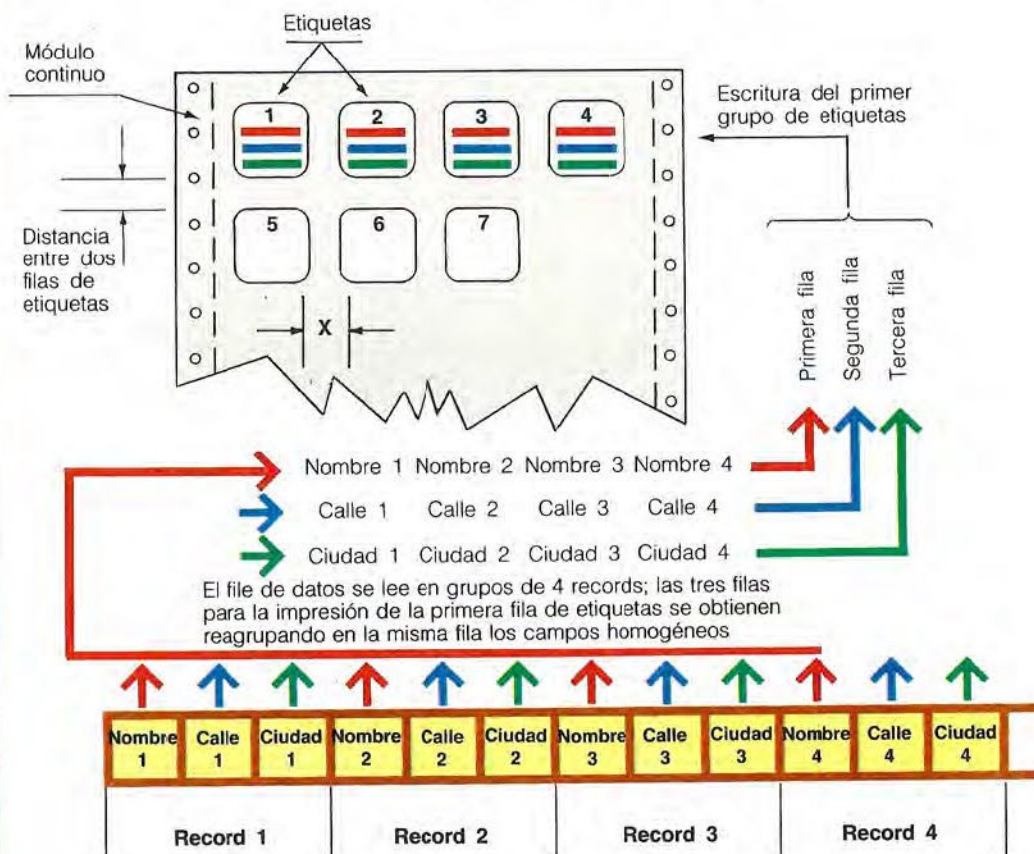 Etiquetas
Módulo
continuo
1 2 3 4
Escritura del primer
grupo de etiquetas
5 6 7
Distancia
entre dos
filas de
etiquetas
X
Primera fila
Segunda fila
Tercera fila
Nombre 1 Nombre 2 Nombre 3 Nombre 4
Calle 1 Calle 2 Calle 3 Calle 4
Ciudad 1 Ciudad 2 Ciudad 3 Ciudad 4
El file de datos se lee en grupos de 4 records; las tres filas
para la impresión de la primera fila de etiquetas se obtienen
reagrupando en la misma fila los campos homogéneos
Nombre Calle Ciudad Nombre Calle Ciudad Nombre Calle Ciudad Nombre Calle Ciudad
1 1 1 2 2 2 3 3 3 4 4 4
Record 1 Record 2 Record 3 Record 4